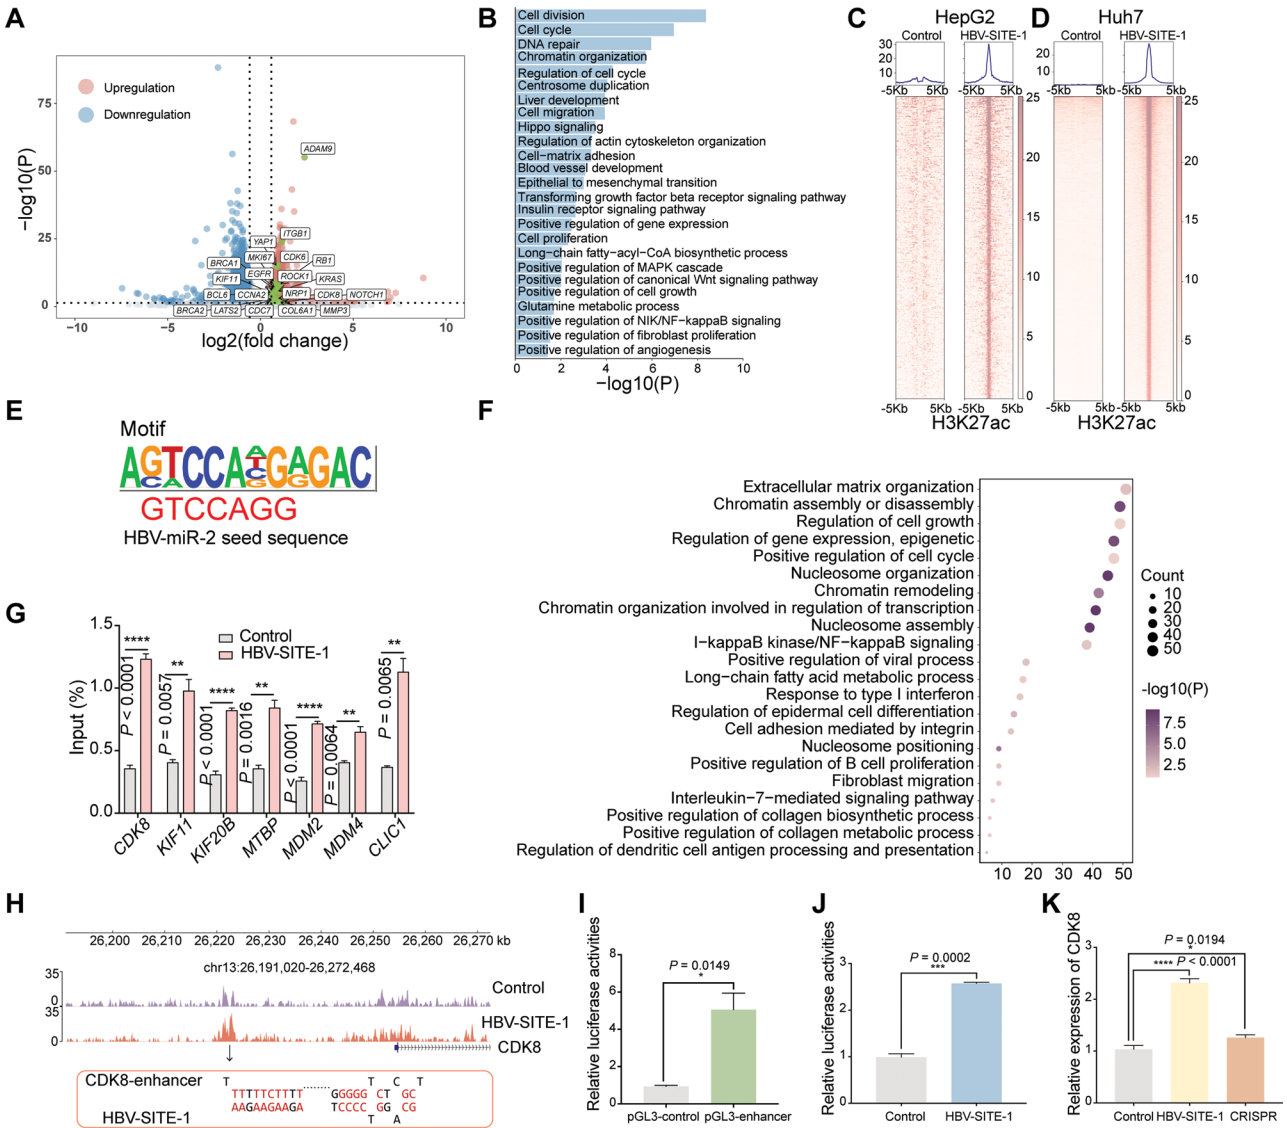 A
Upregulation
Downregulation
−log10(P)
75
50
25
0
−10
−5
0
5
10
log2(fold change)
ADAM9
ITGB1
YAP1
MKI67
CDK6
RB1
BRCA1
EGFR
ROCK1
KRAS
KIF11
BCL6
CCNA2
NRP1
CDK8
NOTCH1
BRCA2
LATS2
CDC7
COL6A1
MMP3
B
Cell division
Cell cycle
DNA repair
Chromatin organization
Regulation of cell cycle
Centrosome duplication
Liver development
Cell migration
Hippo signaling
Regulation of actin cytoskeleton organization
Cell−matrix adhesion
Blood vessel development
Epithelial to mesenchymal transition
Transforming growth factor beta receptor signaling pathway
Insulin receptor signaling pathway
Positive regulation of gene expression
Cell proliferation
Long−chain fatty−acyl−CoA biosynthetic process
Positive regulation of MAPK cascade
Positive regulation of canonical Wnt signaling pathway
Positive regulation of cell growth
Glutamine metabolic process
Positive regulation of NIK/NF−kappaB signaling
Positive regulation of fibroblast proliferation
Positive regulation of angiogenesis
0 2 4 6 8 10
−log10(P)
C
HepG2
Control HBV-SITE-1
30
20
10
−5Kb 5Kb −5Kb 5Kb
25
20
15
10
5
0
−5Kb 5Kb −5Kb 5Kb
H3K27ac
D
Huh7
Control HBV-SITE-1
20
10
−5kb 5Kb −5kb 5Kb
25
20
15
10
5
0
−5kb 5Kb −5kb 5Kb
H3K27ac
E
Motif
AGTCCAAGAGAC
CA TCG G
GTCCAGG
HBV-miR-2 seed sequence
F
Extracellular matrix organization
Chromatin assembly or disassembly
Regulation of cell growth
Regulation of gene expression, epigenetic
Positive regulation of cell cycle
Nucleosome organization
Chromatin remodeling
Chromatin organization involved in regulation of transcription
Nucleosome assembly
I−kappaB kinase/NF−kappaB signaling
Positive regulation of viral process
Long−chain fatty acid metabolic process
Response to type I interferon
Regulation of epidermal cell differentiation
Cell adhesion mediated by integrin
Nucleosome positioning
Positive regulation of B cell proliferation
Fibroblast migration
Interleukin−7−mediated signaling pathway
Positive regulation of collagen biosynthetic process
Positive regulation of collagen metabolic process
Regulation of dendritic cell antigen processing and presentation
10 20 30 40 50
Count
10
20
30
40
50
-log10(P)
7.5
5.0
2.5
G
Control
HBV-SITE-1
Input (%)
1.5
1.0
0.5
0.0
****
P < 0.0001
**
P = 0.0057
****
P < 0.0001
**
P = 0.0016
****
P < 0.0001
**
P = 0.0064
**
P = 0.0065
CDK8
KIF11
KIF20B
MTBP
MDM2
MDM4
CLIC1
H
26,200 26,210 26,220 26,230 26,240 26,250 26,260 26,270 kb
chr13:26,191,020-26,272,468
35
0
Control
35
0
HBV-SITE-1
CDK8
CDK8-enhancer
T T C T
TTTTTCTTTT ........ GGGGG CT GC
AAGAAGAAGA TCCCC GG CG
HBV-SITE-1
T A
I
Relative luciferase activities
8
6
4
2
0
P = 0.0149
*
pGL3-control pGL3-enhancer
J
Relative luciferase activities
3
2
1
0
P = 0.0002
***
Control HBV-SITE-1
K
Relative expression of CDK8
3
2
1
0
P = 0.0194
*
**** P < 0.0001
Control HBV-SITE-1 CRISPR